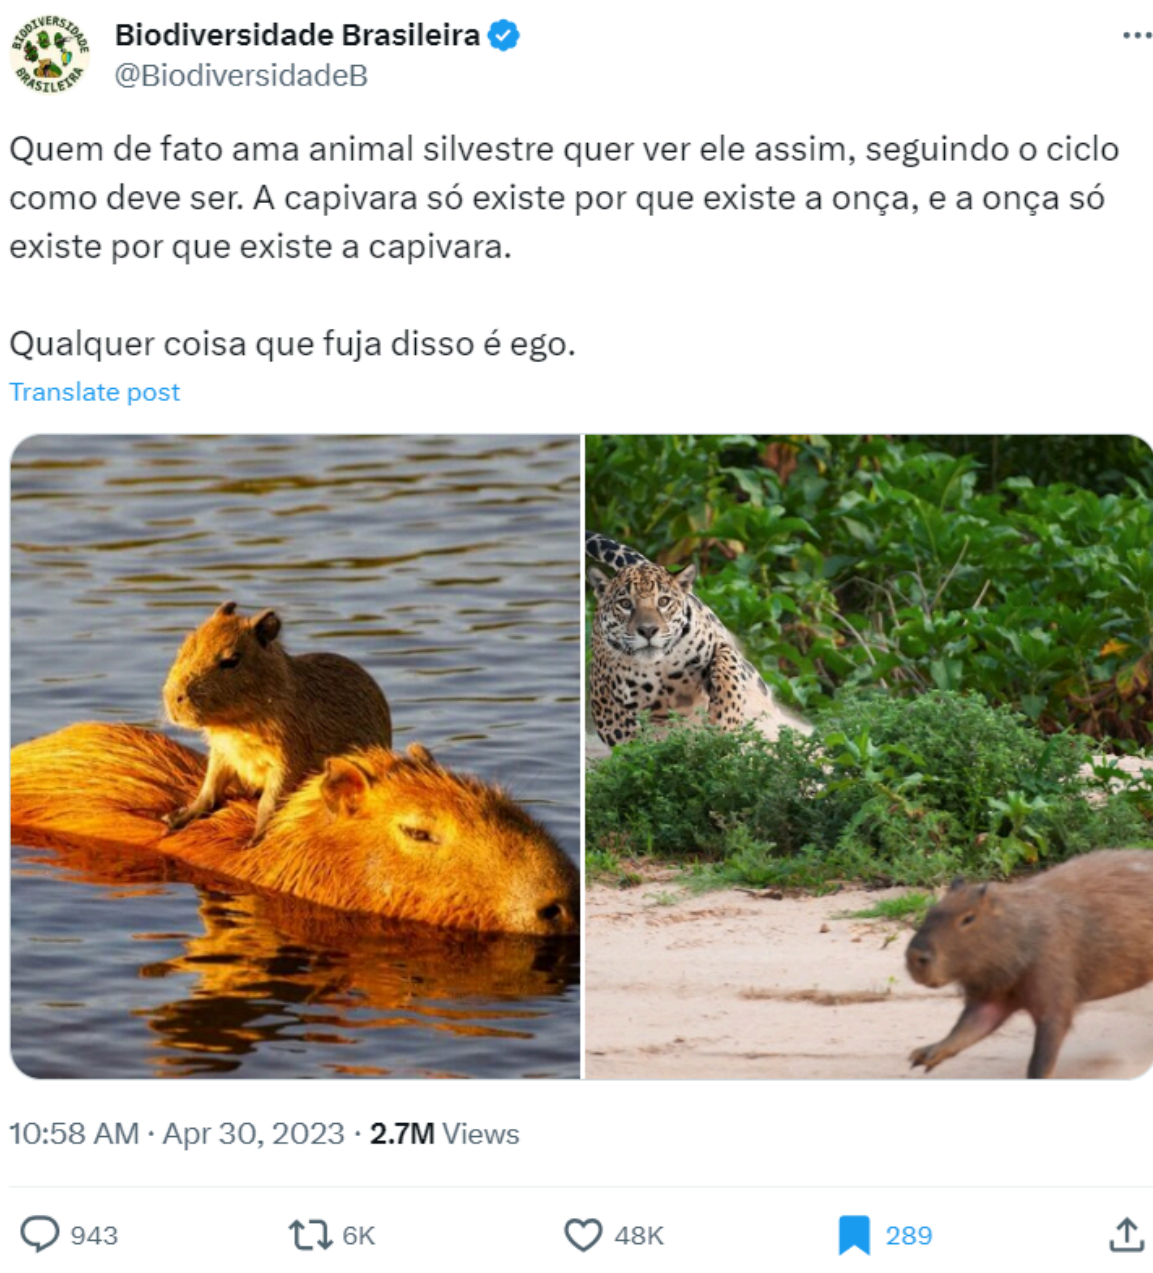 BIODIVERSIDADE BRASILEIRA
Biodiversidade Brasileira
@BiodiversidadeB
Quem de fato ama animal silvestre quer ver ele assim, seguindo o ciclo
como deve ser. A capivara só existe por que existe a onça, e a onça só
existe por que existe a capivara.
Qualquer coisa que fuja disso é ego.
Translate post
10:58 AM · Apr 30, 2023 · 2.7M Views
943 6K 48K 289